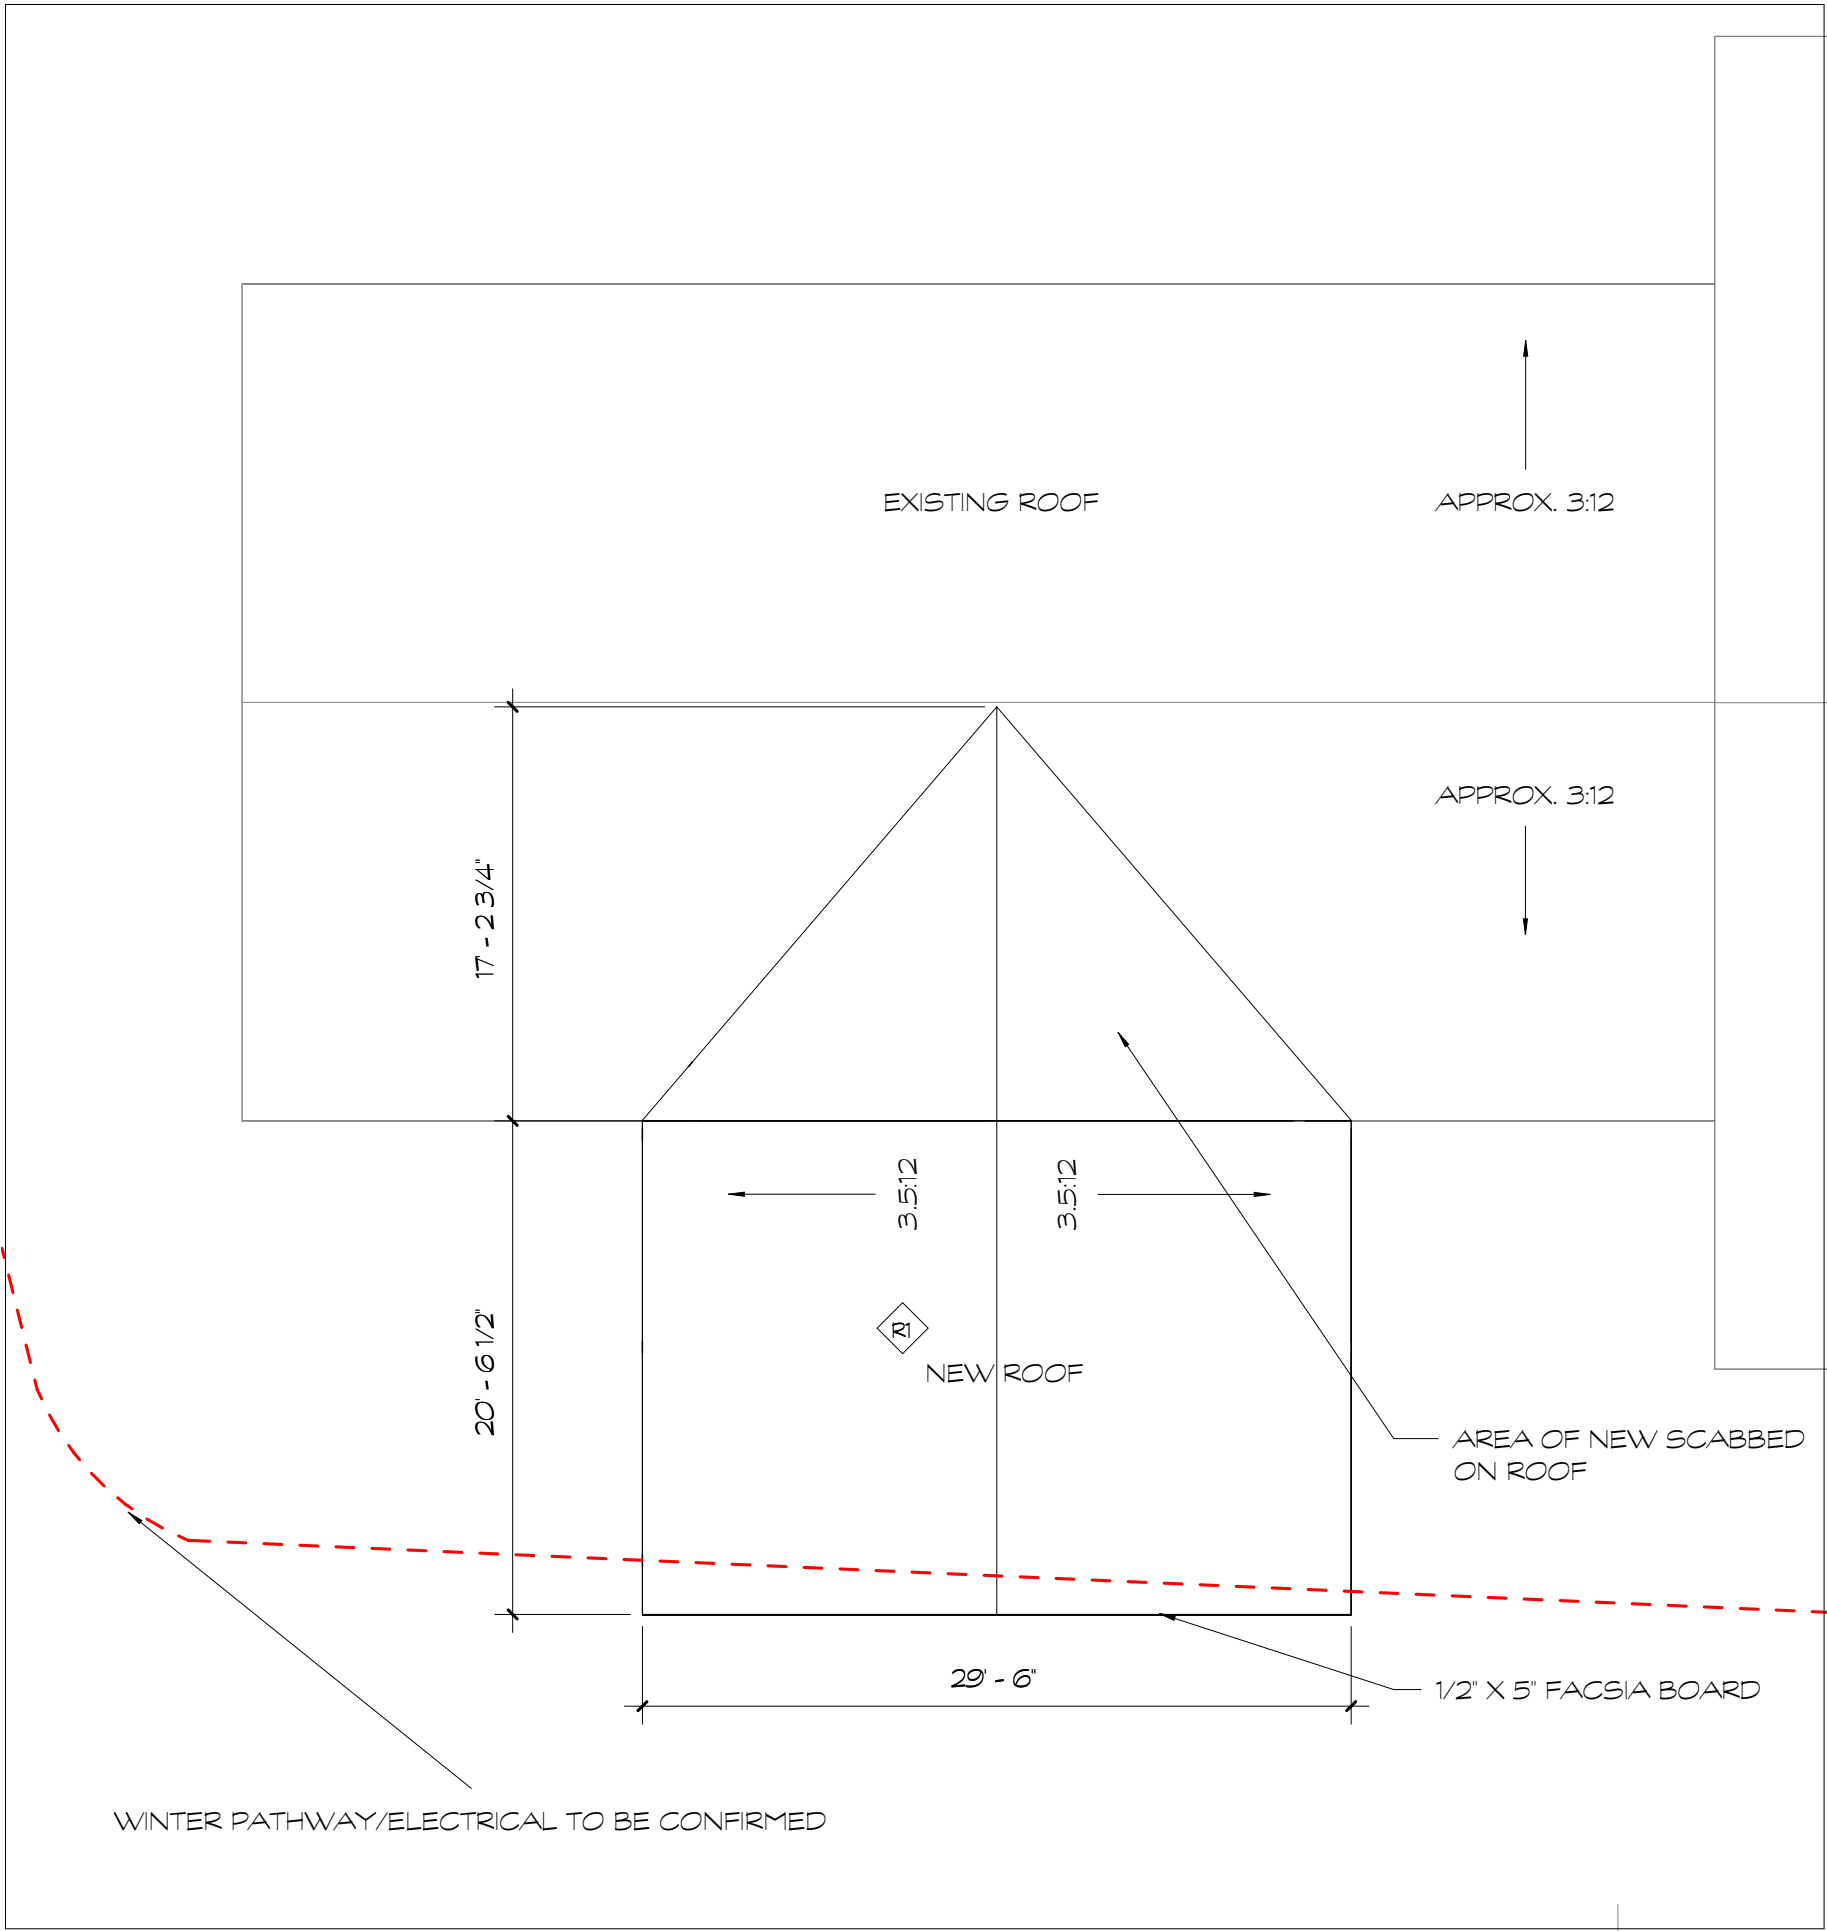 EXISTING ROOF
APPROX. 3:12
APPROX. 3:12
17' - 2 3/4"
3.5:12
3.5:12
20' - 6 1/2"
R1
NEW ROOF
AREA OF NEW SCABBED
ON ROOF
29' - 6"
1/2" X 5" FACSIA BOARD
WINTER PATHWAY/ELECTRICAL TO BE CONFIRMED